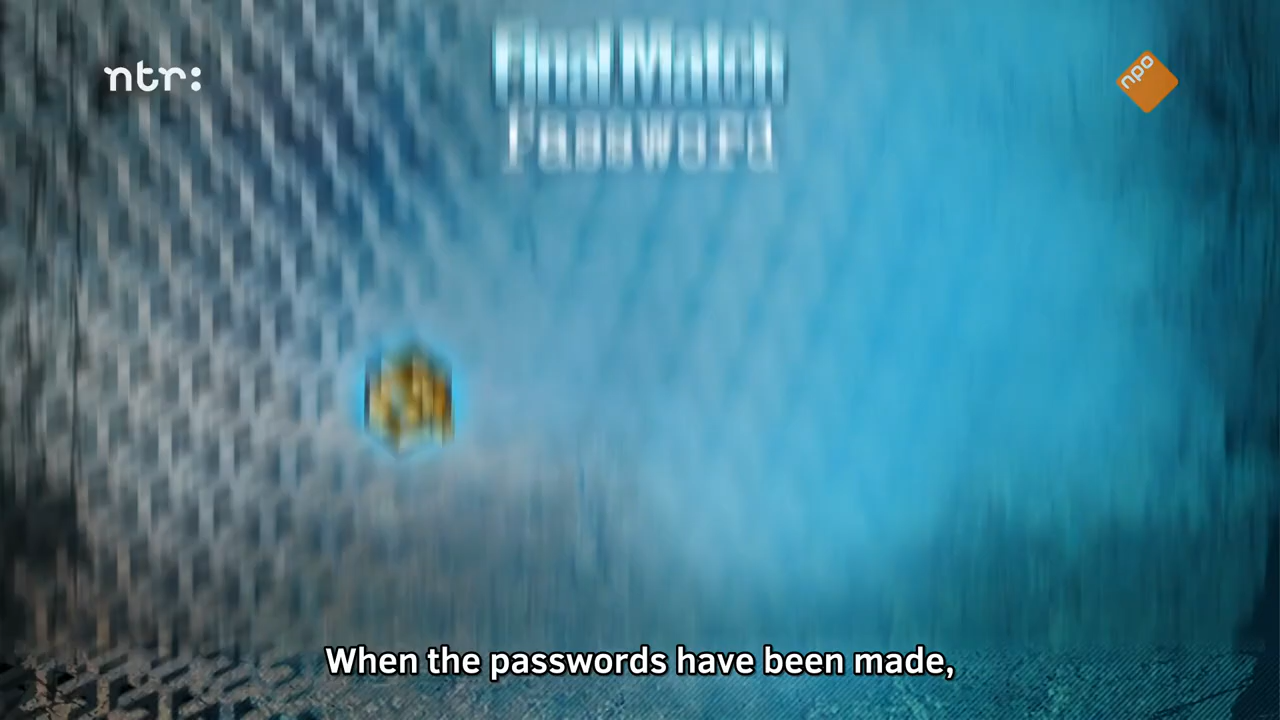 ntr:
npo
Final Match
Password
When the passwords have been made,